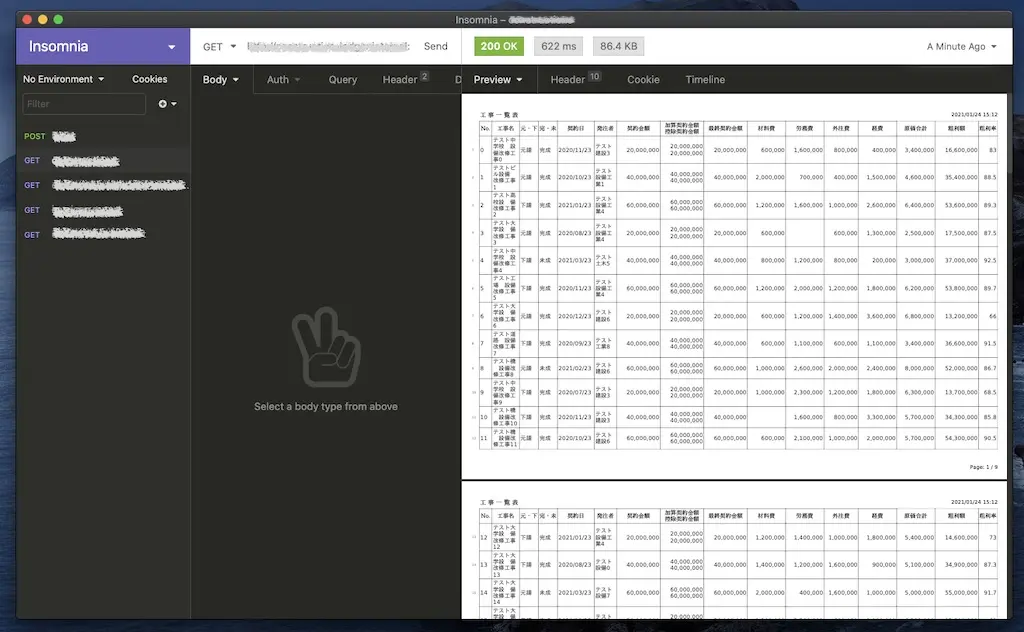 Insomnia –
Insomnia
GET
Send
200 OK
622 ms
86.4 KB
A Minute Ago
No Environment
Cookies
Body
Auth
Query
Header 2
D
Preview
Header 10
Cookie
Timeline
Filter
POST
GET
GET
GET
GET
Select a body type from above
工事一覧表
2021/01/24 15:12
No. 工事名 元・下 完・未 契約日 発注者 契約金額 加算契約金額 控除契約金額 最終契約金額 材料費 労務費 外注費 経費 原価合計 粗利額 粗利率
0 テスト中学校 設備改修工事0 元請 完成 2020/11/23 テスト建設3 20,000,000 20,000,000 20,000,000 20,000,000 600,000 1,600,000 800,000 400,000 3,400,000 16,600,000 83
1 テストビル設備改修工事1 元請 完成 2020/10/23 テスト設備工業1 40,000,000 40,000,000 40,000,000 40,000,000 2,000,000 700,000 400,000 1,500,000 4,600,000 35,400,000 88.5
2 テスト高校設備改修工事2 下請 完成 2021/01/23 テスト設備工業4 60,000,000 60,000,000 60,000,000 60,000,000 1,200,000 1,600,000 1,000,000 2,600,000 6,400,000 53,600,000 89.3
3 テスト大学設備改修工事3 元請 完成 2020/08/23 テスト設備工業4 20,000,000 20,000,000 20,000,000 20,000,000 600,000 600,000 1,300,000 2,500,000 17,500,000 87.5
4 テスト中学校 設備改修工事4 下請 未成 2021/03/23 テスト土木5 40,000,000 40,000,000 40,000,000 40,000,000 800,000 1,200,000 800,000 200,000 3,000,000 37,000,000 92.5
5 テスト工場 設備改修工事5 下請 完成 2020/11/23 テスト設備工業4 60,000,000 60,000,000 60,000,000 60,000,000 1,200,000 2,000,000 1,200,000 1,800,000 6,200,000 53,800,000 89.7
6 テスト大学設備改修工事6 元請 完成 2020/12/23 テスト建設6 20,000,000 20,000,000 20,000,000 20,000,000 600,000 1,200,000 1,400,000 3,600,000 6,800,000 13,200,000 66
7 テスト道路 設備改修工事7 下請 完成 2020/09/23 テスト工業8 40,000,000 40,000,000 40,000,000 40,000,000 600,000 1,100,000 600,000 1,100,000 3,400,000 36,600,000 91.5
8 テスト橋 設備改修工事8 元請 未成 2021/02/23 テスト建設6 60,000,000 60,000,000 60,000,000 60,000,000 1,000,000 2,600,000 2,000,000 2,400,000 8,000,000 52,000,000 86.7
9 テスト中学校 設備改修工事9 下請 完成 2020/07/23 テスト建設3 20,000,000 20,000,000 20,000,000 20,000,000 1,000,000 2,300,000 1,200,000 1,800,000 6,300,000 13,700,000 68.5
10 テスト橋 設備改修工事10 下請 完成 2020/11/23 テスト建設3 40,000,000 40,000,000 40,000,000 40,000,000 1,600,000 800,000 3,300,000 5,700,000 34,300,000 85.8
11 テスト橋 設備改修工事11 元請 完成 2020/10/23 テスト建設6 60,000,000 60,000,000 60,000,000 60,000,000 600,000 2,100,000 1,000,000 2,000,000 5,700,000 54,300,000 90.5
Page: 1 / 9
工事一覧表
2021/01/24 15:12
No. 工事名 元・下 完・未 契約日 発注者 契約金額 加算契約金額 控除契約金額 最終契約金額 材料費 労務費 外注費 経費 原価合計 粗利額 粗利率
12 テスト大学設備改修工事12 下請 完成 2021/01/23 テスト設備工業4 20,000,000 20,000,000 20,000,000 20,000,000 1,200,000 1,400,000 1,000,000 1,800,000 5,400,000 14,600,000 73
13 テスト大学設備改修工事13 下請 完成 2020/08/23 テスト設備0 40,000,000 40,000,000 40,000,000 40,000,000 1,400,000 1,200,000 1,600,000 900,000 5,100,000 34,900,000 87.3
14 テスト大学設備改修工事14 元請 未成 2021/03/23 テスト設備7 60,000,000 60,000,000 60,000,000 60,000,000 2,000,000 400,000 1,600,000 1,000,000 5,000,000 55,000,000 91.7
テスト大学設備 テスト 20,000,000